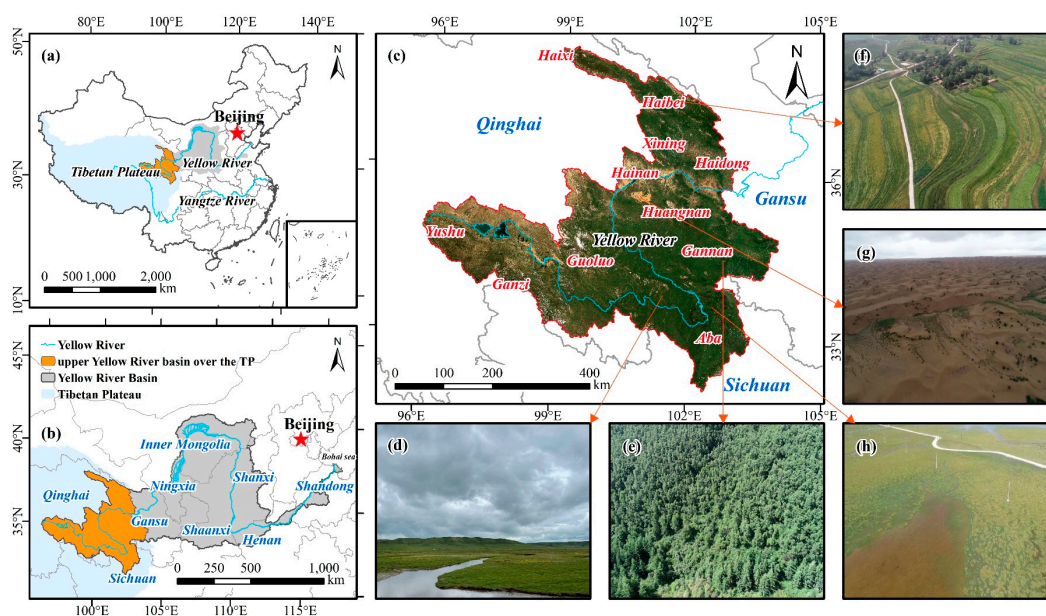 80°E
100°E
120°E
140°E
50°N
30°N
10°N
(a)
N
Beijing
Tibetan Plateau
Yellow River
Yangtze River
0 500 1,000 2,000
km
Yellow River
upper Yellow River basin over the TP
Yellow River Basin
Tibetan Plateau
N
45°N
40°N
35°N
(b)
Beijing
Bohai sea
Inner Mongolia
Ningxia
Shanxi
Shandong
Qinghai
Gansu
Shaanxi
Henan
Sichuan
0 250 500 1,000
km
100°E
105°E
110°E
115°E
96°E
99°E
102°E
105°E
(c)
N
Haixi
Haibei
Qinghai
Xining
Haidong
Hainan
Gansu
Huangnan
Yushu
Yellow River
Gannan
Guoluo
Ganzi
Aba
Sichuan
0 100 200 400
km
36°N
33°N
96°E
99°E
102°E
105°E
(d)
(e)
(f)
(g)
(h)